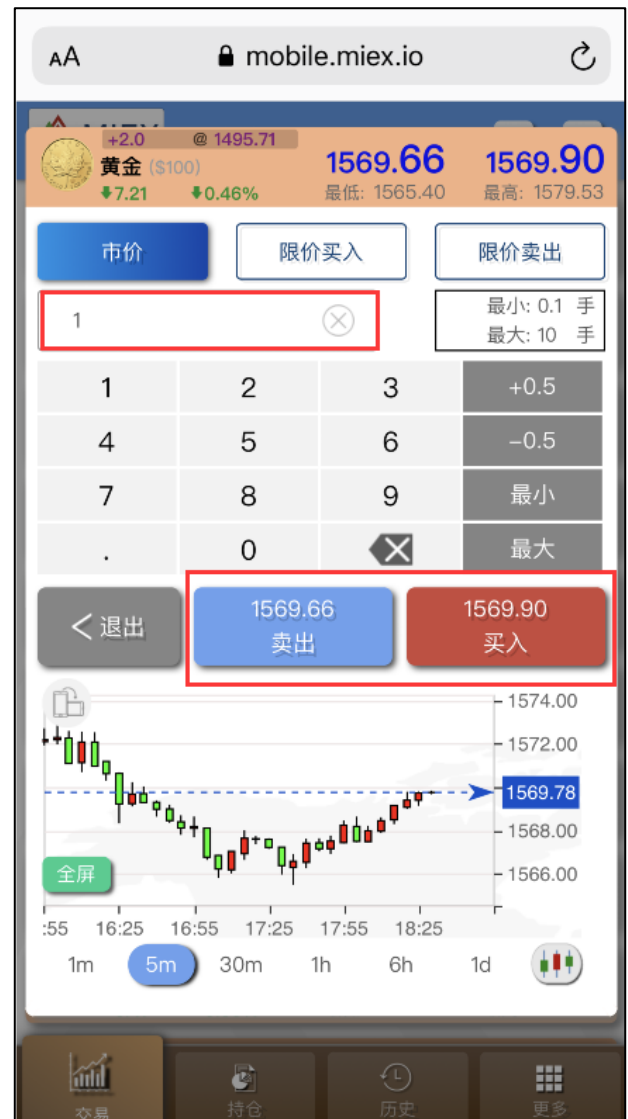 AA mobile.miex.io
MIEX
+2.0 @ 1495.71
黄金 ($100) 1569.66 1569.90
7.21 0.46% 最低: 1565.40 最高: 1579.53
市价 限价买入 限价卖出
1 最小: 0.1 手
最大: 10 手
1 2 3 +0.5
4 5 6 -0.5
7 8 9 最小
. 0 最大
退出 1569.66 1569.90
卖出 买入
1574.00
1572.00
1569.78
1568.00
全屏 1566.00
:55 16:25 16:55 17:25 17:55 18:25
1m 5m 30m 1h 6h 1d
交易 持仓 历史 更多